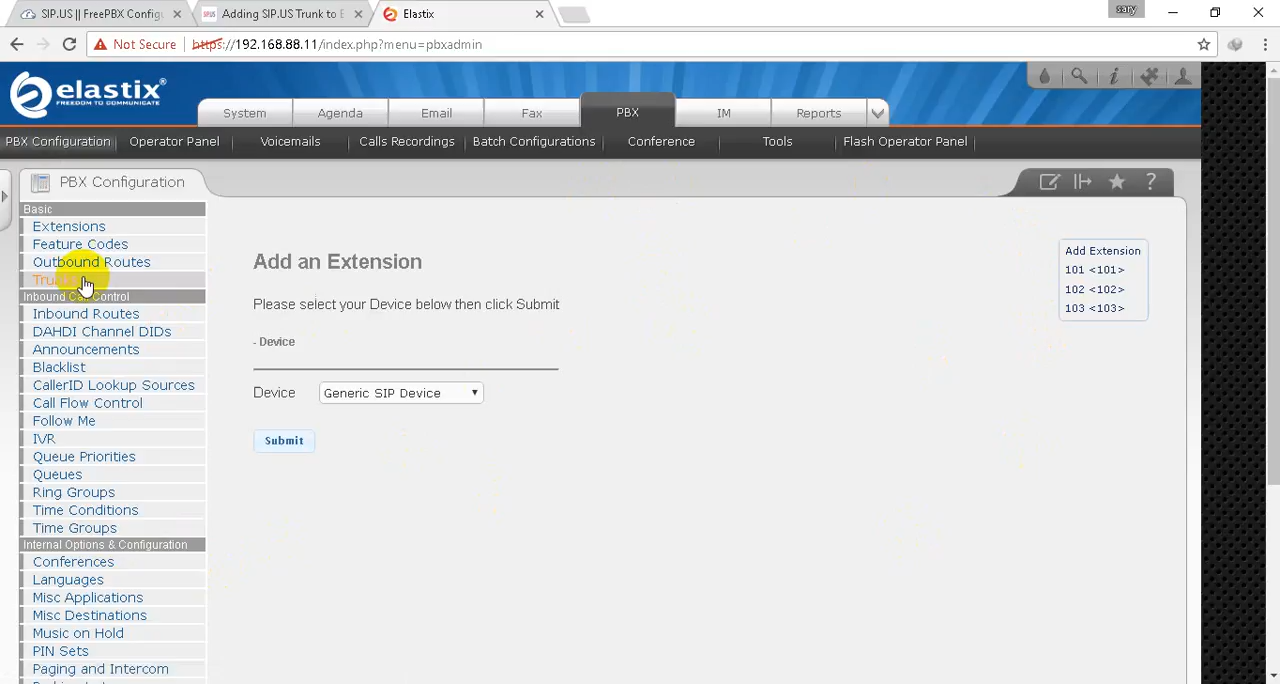 SIP.US || FreePBX Configu
Adding SIP.US Trunk to E
Elastix
sary
Not Secure
https://192.168.88.11/index.php?menu=pbxadmin
elastix®
FREEDOM TO COMMUNICATE
System
Agenda
Email
Fax
PBX
IM
Reports
PBX Configuration
Operator Panel
Voicemails
Calls Recordings
Batch Configurations
Conference
Tools
Flash Operator Panel
PBX Configuration
Basic
Extensions
Feature Codes
Outbound Routes
Inbound Call Control
Inbound Routes
DAHDI Channel DIDs
Announcements
Blacklist
CallerID Lookup Sources
Call Flow Control
Follow Me
IVR
Queue Priorities
Queues
Ring Groups
Time Conditions
Time Groups
Internal Options & Configuration
Conferences
Languages
Misc Applications
Misc Destinations
Music on Hold
PIN Sets
Paging and Intercom
Add an Extension
Please select your Device below then click Submit
- Device
Device
Generic SIP Device
Submit
Add Extension
101 <101>
102 <102>
103 <103>